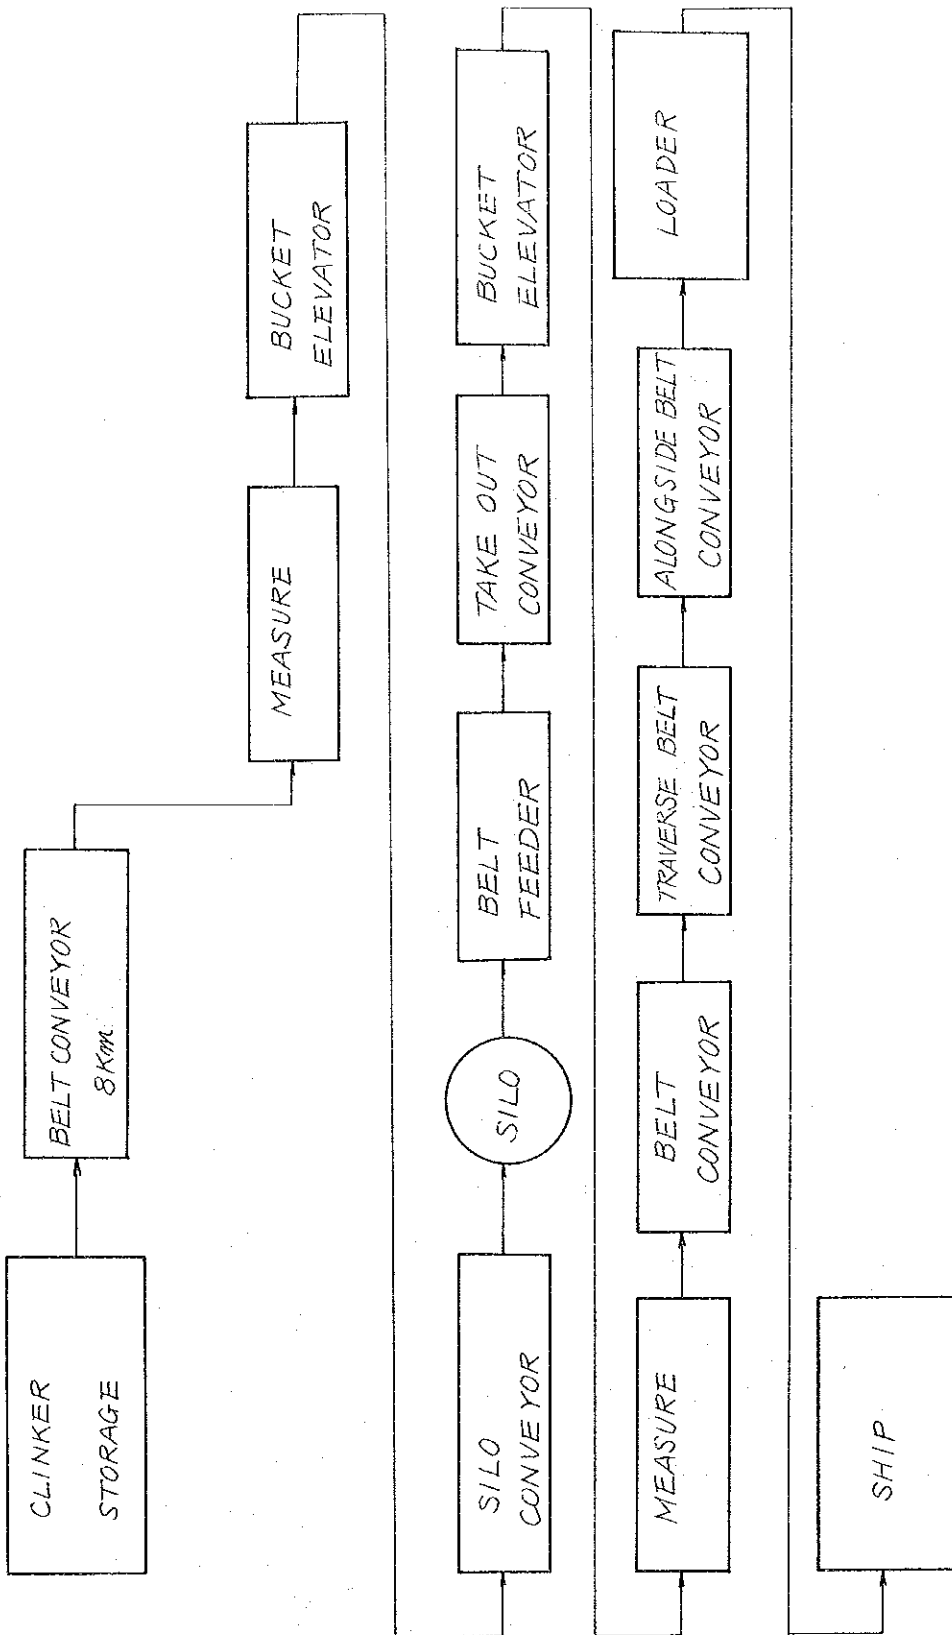 CLINKER
STORAGE
BELT CONVEYOR
8Km.
MEASURE
BUCKET
ELEVATOR
SILO
CONVEYOR
SILO
BELT
FEEDER
TAKE OUT
CONVEYOR
BUCKET
ELEVATOR
MEASURE
BELT
CONVEYOR
TRAVERSE BELT
CONVEYOR
ALONGSIDE BELT
CONVEYOR
LOADER
SHIP